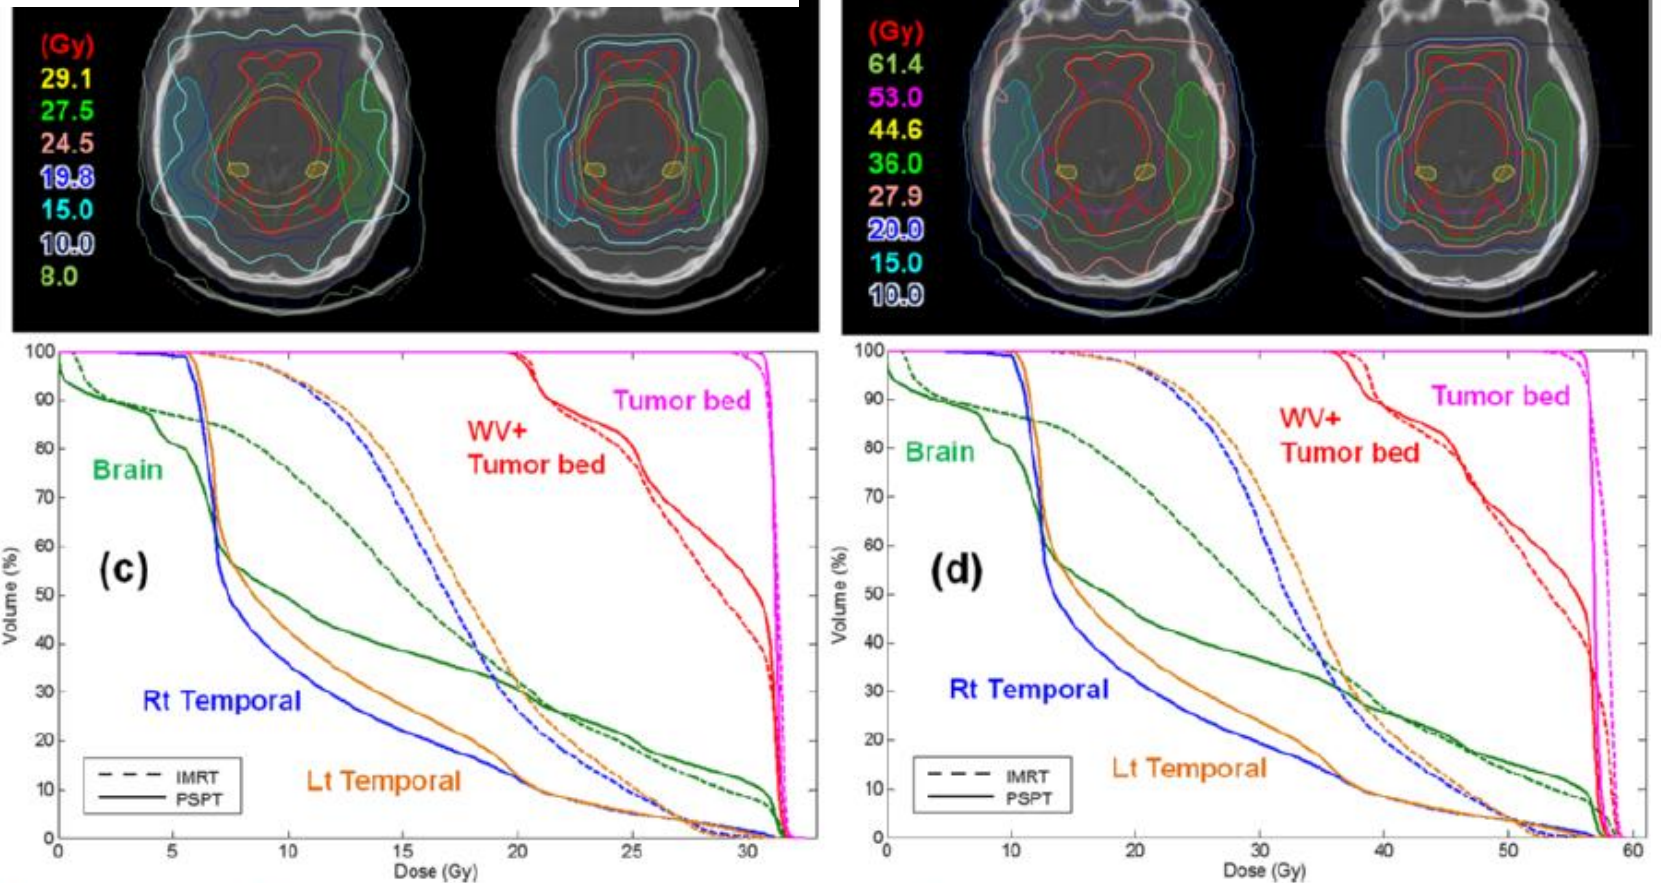 (Gy)
29.1
27.5
24.5
19.8
15.0
10.0
8.0
(Gy)
61.4
53.0
44.6
36.0
27.9
20.0
15.0
10.0
100
90
80
70
60
50
40
30
20
10
0
Volume (%)
Brain
WV+
Tumor bed
Tumor bed
(c)
Rt Temporal
Lt Temporal
IMRT
PSPT
0 5 10 15 20 25 30
Dose (Gy)
100
90
80
70
60
50
40
30
20
10
0
Volume (%)
Brain
WV+
Tumor bed
Tumor bed
(d)
Rt Temporal
Lt Temporal
IMRT
PSPT
0 10 20 30 40 50 60
Dose (Gy)